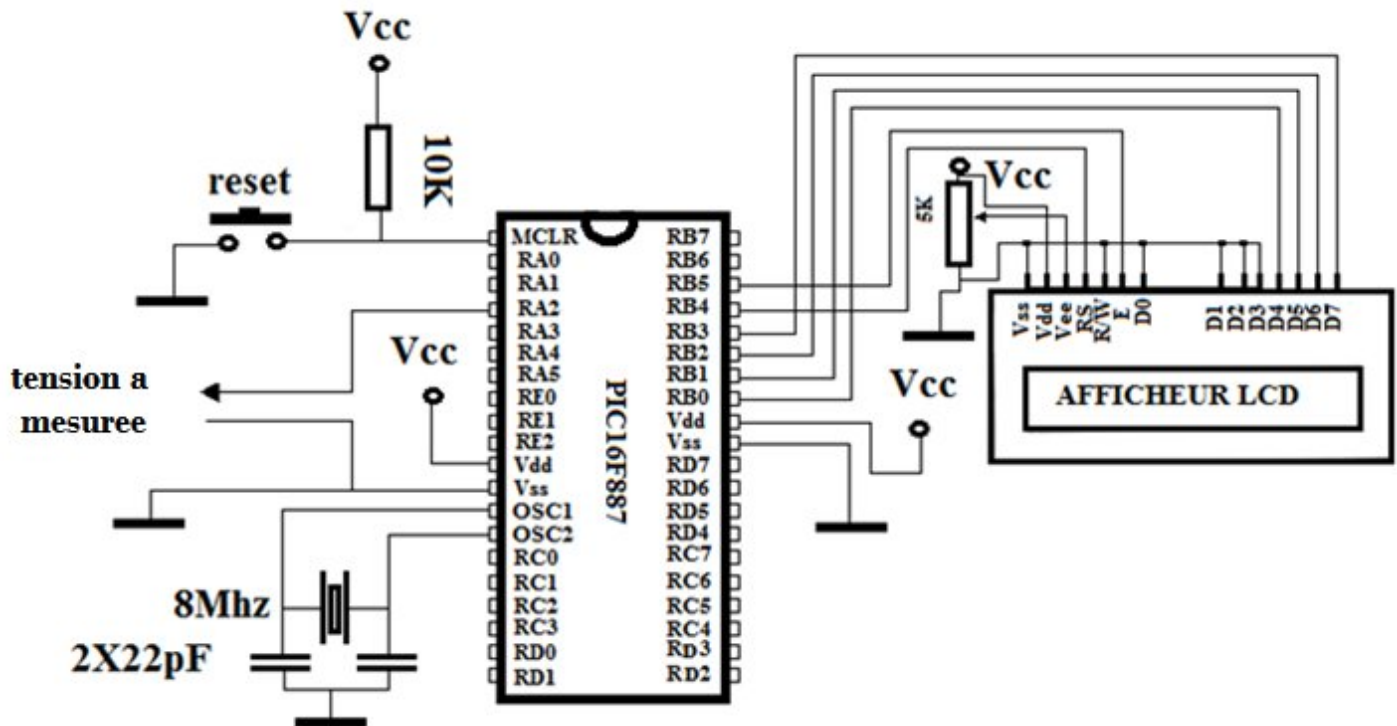 Vcc
10K
reset
Vcc
tension a
mesuree
8Mhz
2X22pF
MCLR
RA0
RA1
RA2
RA3
RA4
RA5
RE0
RE1
RE2
Vdd
Vss
OSC1
OSC2
RC0
RC1
RC2
RC3
RD0
RD1
PIC16F887
RB7
RB6
RB5
RB4
RB3
RB2
RB1
RB0
Vdd
Vss
RD7
RD6
RD5
RD4
RC7
RC6
RC5
RC4
RD3
RD2
Vcc
5K
Vcc
Vss
Vdd
Vee
RS
R/W
E
D0
D1
D2
D3
D4
D5
D6
D7
AFFICHEUR LCD